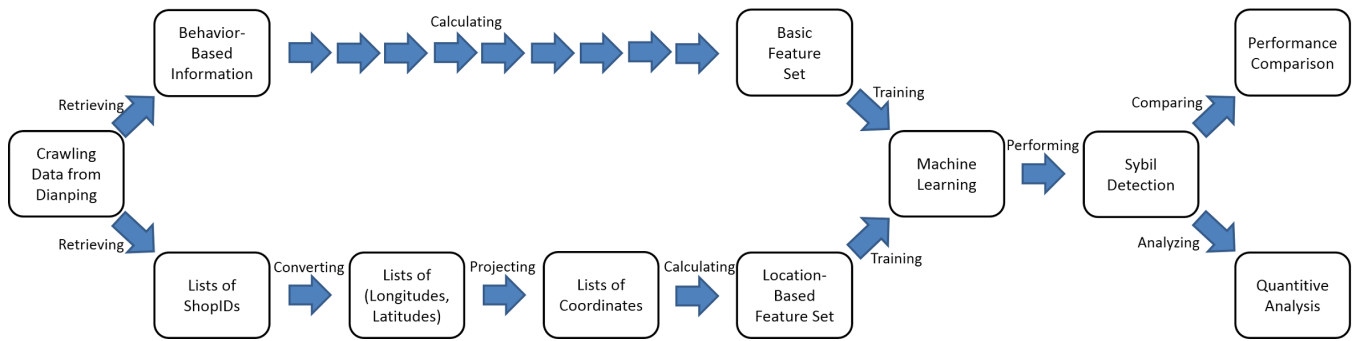 Calculating
Behavior-
Based
Information
Basic
Feature
Set
Performance
Comparison
Retrieving
Training
Comparing
Crawling
Data from
Dianping
Machine
Learning
Performing
Sybil
Detection
Retrieving
Converting
Projecting
Calculating
Training
Analyzing
Lists of
ShopIDs
Lists of
(Longitudes,
Latitudes)
Lists of
Coordinates
Location-
Based
Feature Set
Quantitive
Analysis